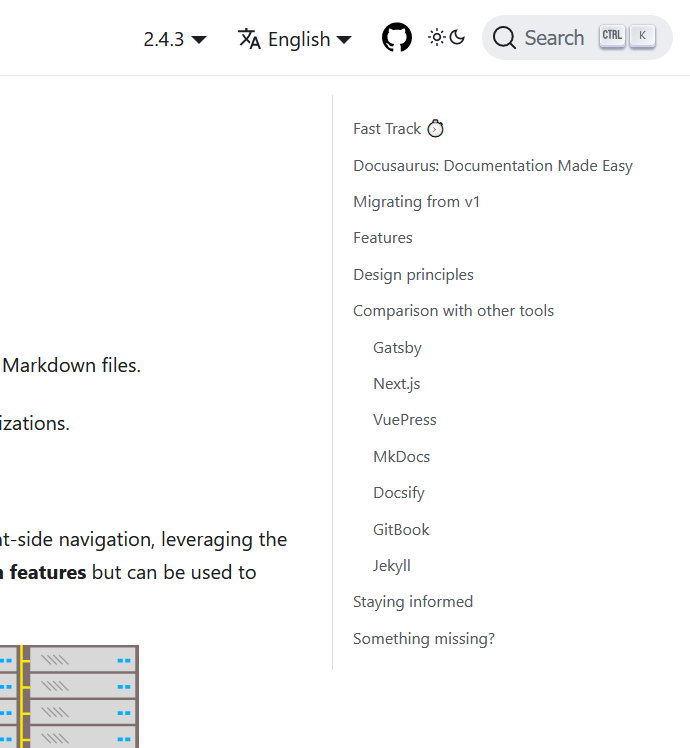 2.4.3 English Search CTRL K
Fast Track ⏱️
Docusaurus: Documentation Made Easy
Migrating from v1
Features
Design principles
Comparison with other tools
Gatsby
Next.js
VuePress
MkDocs
Docsify
GitBook
Jekyll
Staying informed
Something missing?
Markdown files.
izations.
t-side navigation, leveraging the
features but can be used to